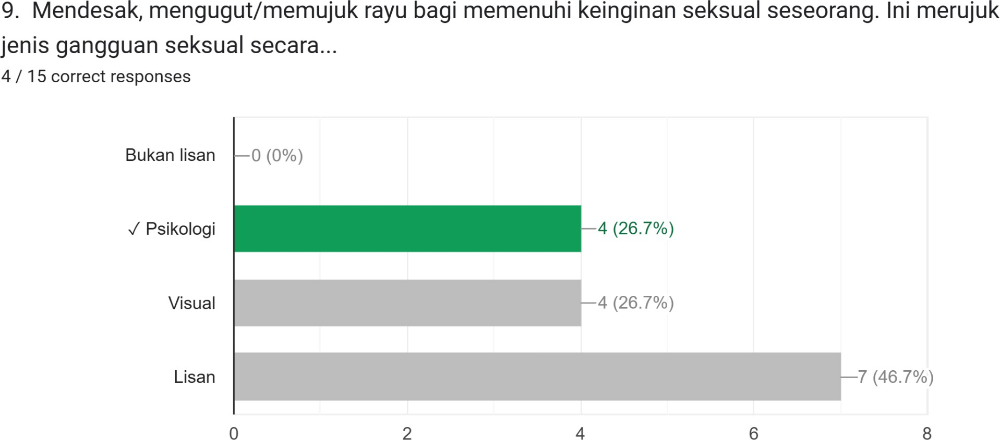 9.  Mendesak, mengugut/memujuk rayu bagi memenuhi keinginan seksual seseorang. Ini merujuk
jenis gangguan seksual secara...
4 / 15 correct responses
Bukan lisan
0 (0%)
✓ Psikologi
4 (26.7%)
Visual
4 (26.7%)
Lisan
7 (46.7%)
0 2 4 6 8